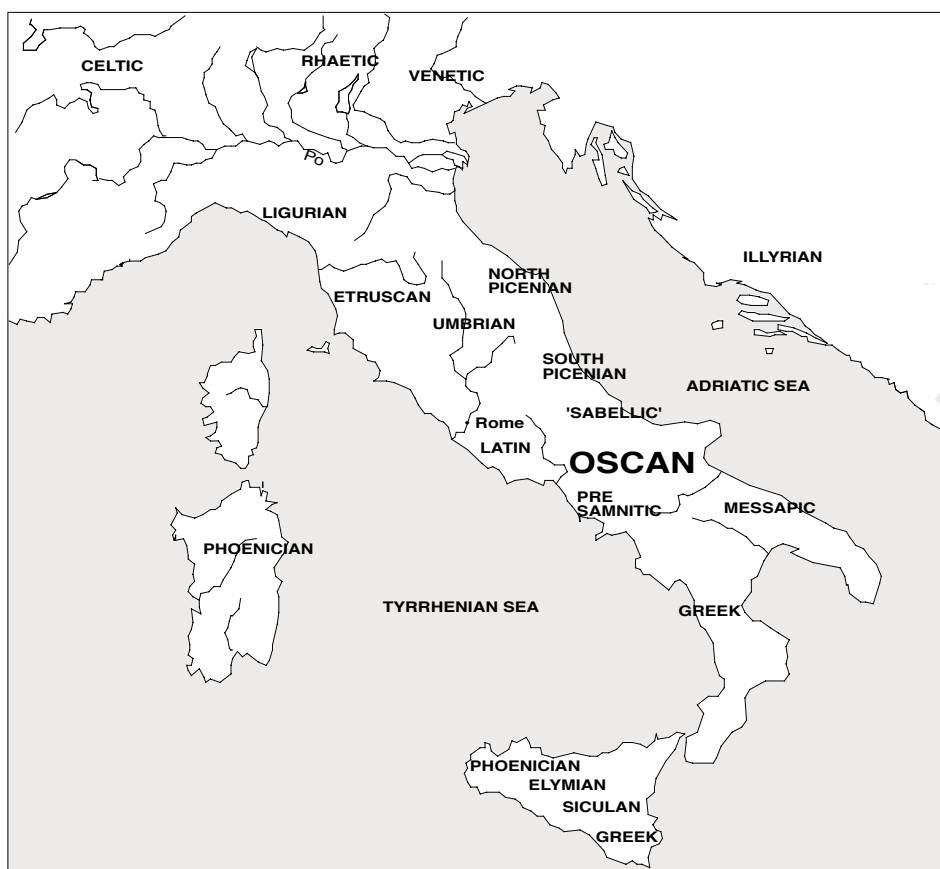 CELTIC
RHAETIC
VENETIC
Po
LIGURIAN
ILLYRIAN
NORTH
PICENIAN
ETRUSCAN
UMBRIAN
SOUTH
PICENIAN
ADRIATIC SEA
'SABELLIC'
Rome
LATIN
OSCAN
PRE
SAMNITIC
MESSAPIC
PHOENICIAN
TYRRHENIAN SEA
GREEK
PHOENICIAN
ELYMIAN
SICULAN
GREEK